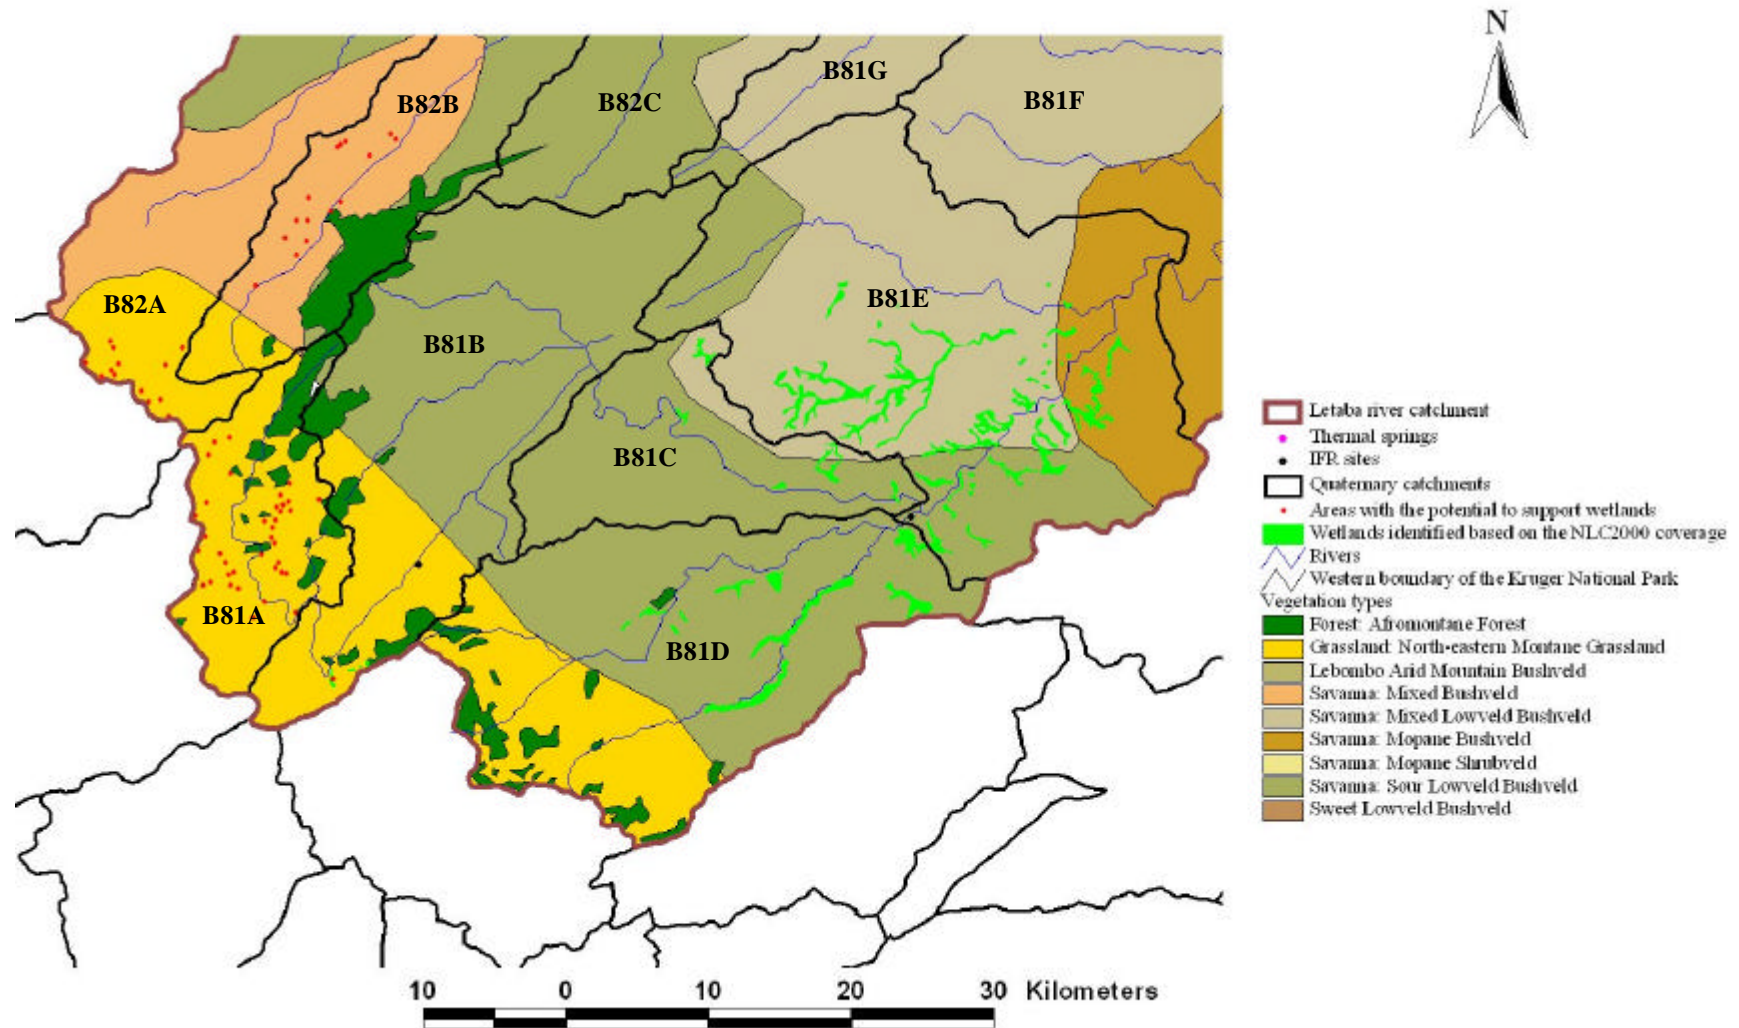 N
B81G
B82B
B82C
B81F
B82A
B81E
B81B
B81C
B81A
B81D
Letaba river catchment
Thermal springs
IFR sites
Quaternary catchments
Areas with the potential to support wetlands
Wetlands identified based on the NLC2000 coverage
Rivers
Western boundary of the Kruger National Park
Vegetation types
Forest: Afromontane Forest
Grassland: North-eastern Montane Grassland
Lebombo Arid Mountain Bushveld
Savanna: Mixed Bushveld
Savanna: Mixed Lowveld Bushveld
Savanna: Mopane Bushveld
Savanna: Mopane Shrubveld
Savanna: Sour Lowveld Bushveld
Sweet Lowveld Bushveld
10 0 10 20 30 Kilometers